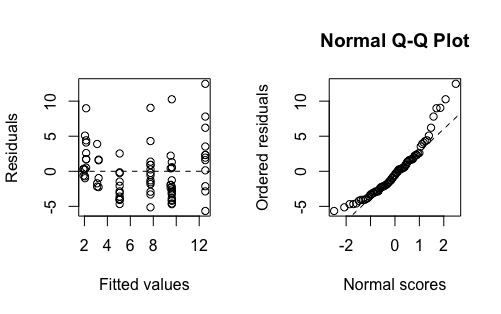 Normal Q-Q Plot
Residuals
10
5
0
-5
2 4 6 8 12
Fitted values
Ordered residuals
10
5
0
-5
-2 0 1 2
Normal scores